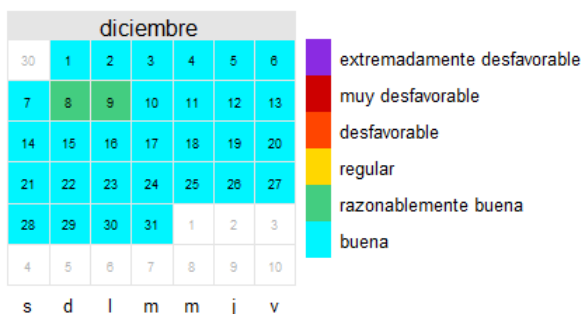 diciembre
30 1 2 3 4 5 6
7 8 9 10 11 12 13
14 15 16 17 18 19 20
21 22 23 24 25 26 27
28 29 30 31 1 2 3
4 5 6 7 8 9 10
s d l m m j v
extremadamente desfavorable
muy desfavorable
desfavorable
regular
razonablemente buena
buena